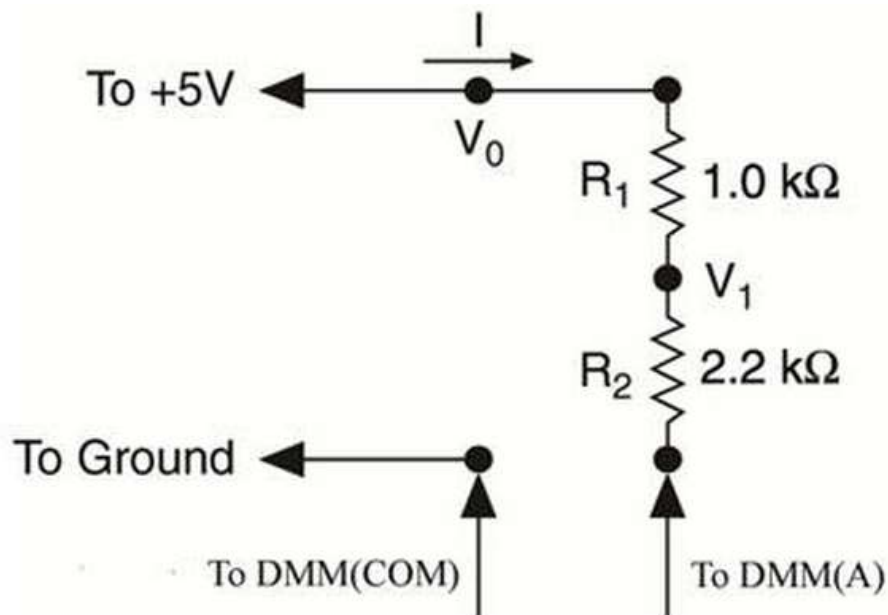 I
To +5V
V₀
R₁ 1.0 kΩ
V₁
R₂ 2.2 kΩ
To Ground
To DMM(COM) To DMM(A)